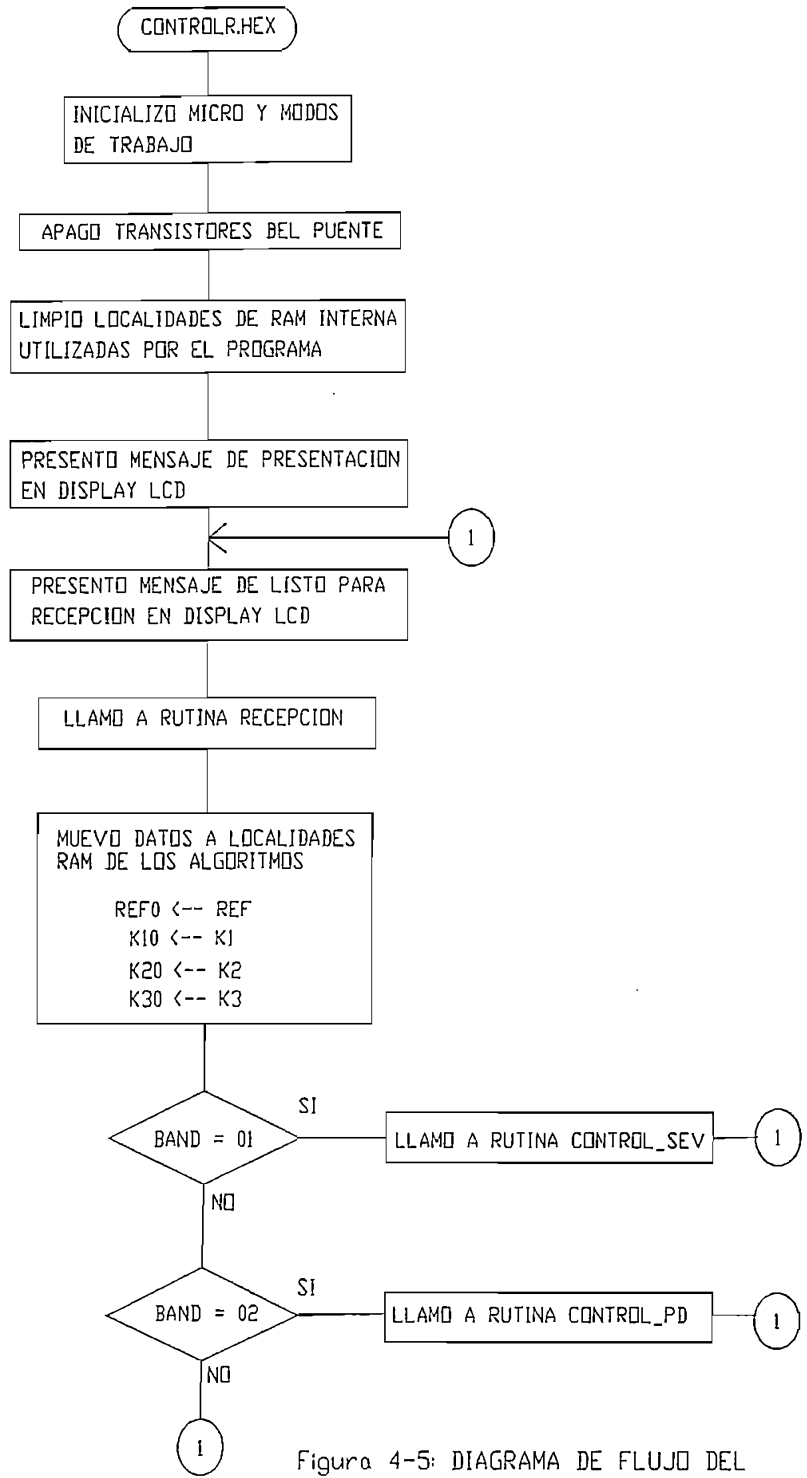 CONTROLR.HEX
INICIALIZO MICRO Y MODOS
DE TRABAJO
APAGO TRANSISTORES BEL PUENTE
LIMPIO LOCALIDADES DE RAM INTERNA
UTILIZADAS POR EL PROGRAMA
PRESENTO MENSAJE DE PRESENTACION
EN DISPLAY LCD
1
PRESENTO MENSAJE DE LISTO PARA
RECEPCION EN DISPLAY LCD
LLAMO A RUTINA RECEPCION
MUEVO DATOS A LOCALIDADES
RAM DE LOS ALGORITMOS
REF0 <-- REF
K10 <-- K1
K20 <-- K2
K30 <-- K3
BAND = 01
SI
LLAMO A RUTINA CONTROL_SEV
1
NO
BAND = 02
SI
LLAMO A RUTINA CONTROL_PD
1
NO
1
Figura 4-5: DIAGRAMA DE FLUJO DEL